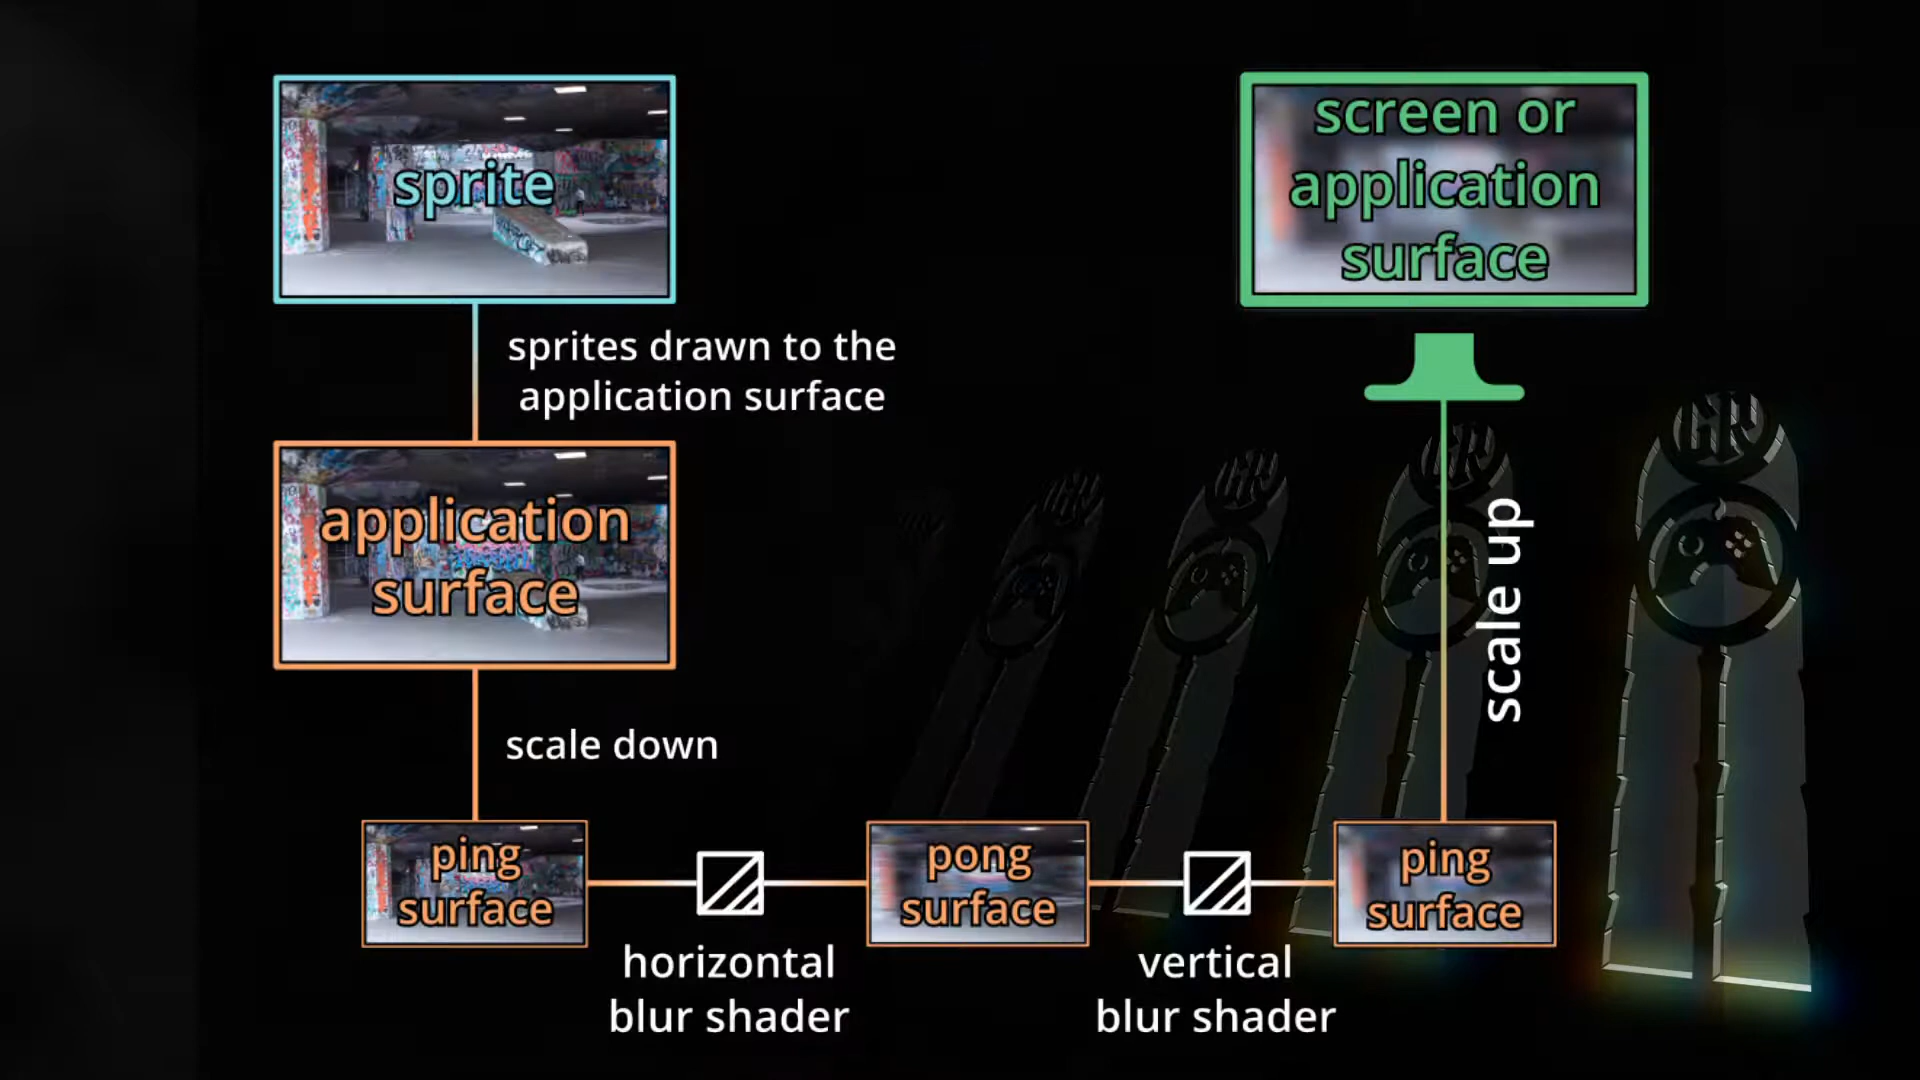 sprite
sprites drawn to the
application surface
application
surface
scale down
ping
surface
horizontal
blur shader
pong
surface
vertical
blur shader
ping
surface
scale up
screen or
application
surface